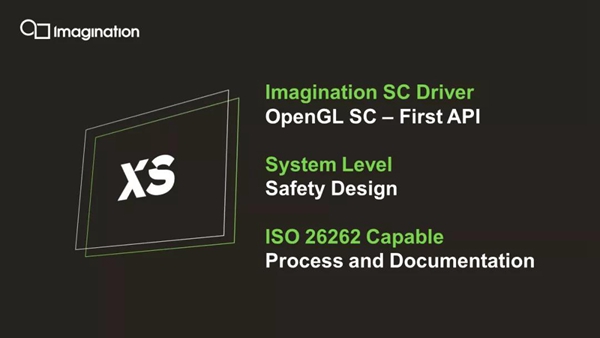 Imagination
Imagination SC Driver
OpenGL SC – First API
XS
System Level
Safety Design
ISO 26262 Capable
Process and Documentation